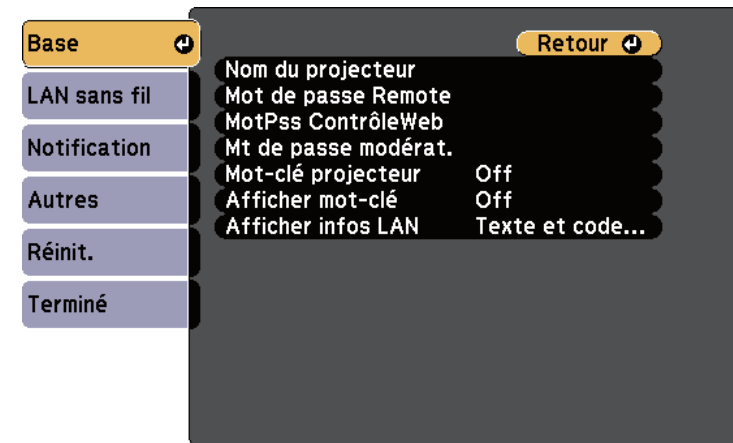 Base
LAN sans fil
Notification
Autres
Réinit.
Terminé
Retour
Nom du projecteur
Mot de passe Remote
MotPss ContrôleWeb
Mt de passe modérat.
Mot-clé projecteur Off
Afficher mot-clé Off
Afficher infos LAN Texte et code...